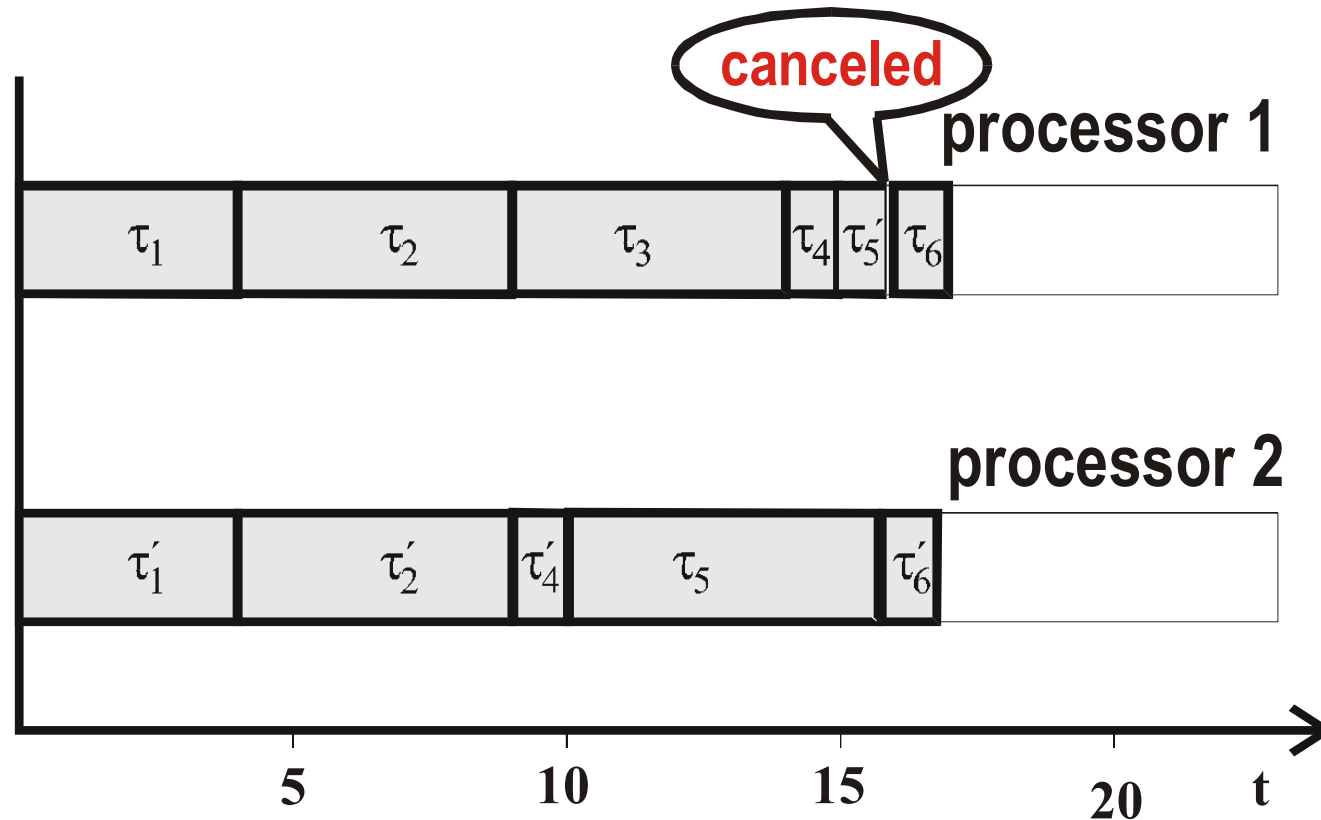 canceled
processor 1
τ₁ τ₂ τ₃ τ₄ τ₅′ τ₆
processor 2
τ₁′ τ₂′ τ₄′ τ₅ τ₆′
5 10 15 20 t